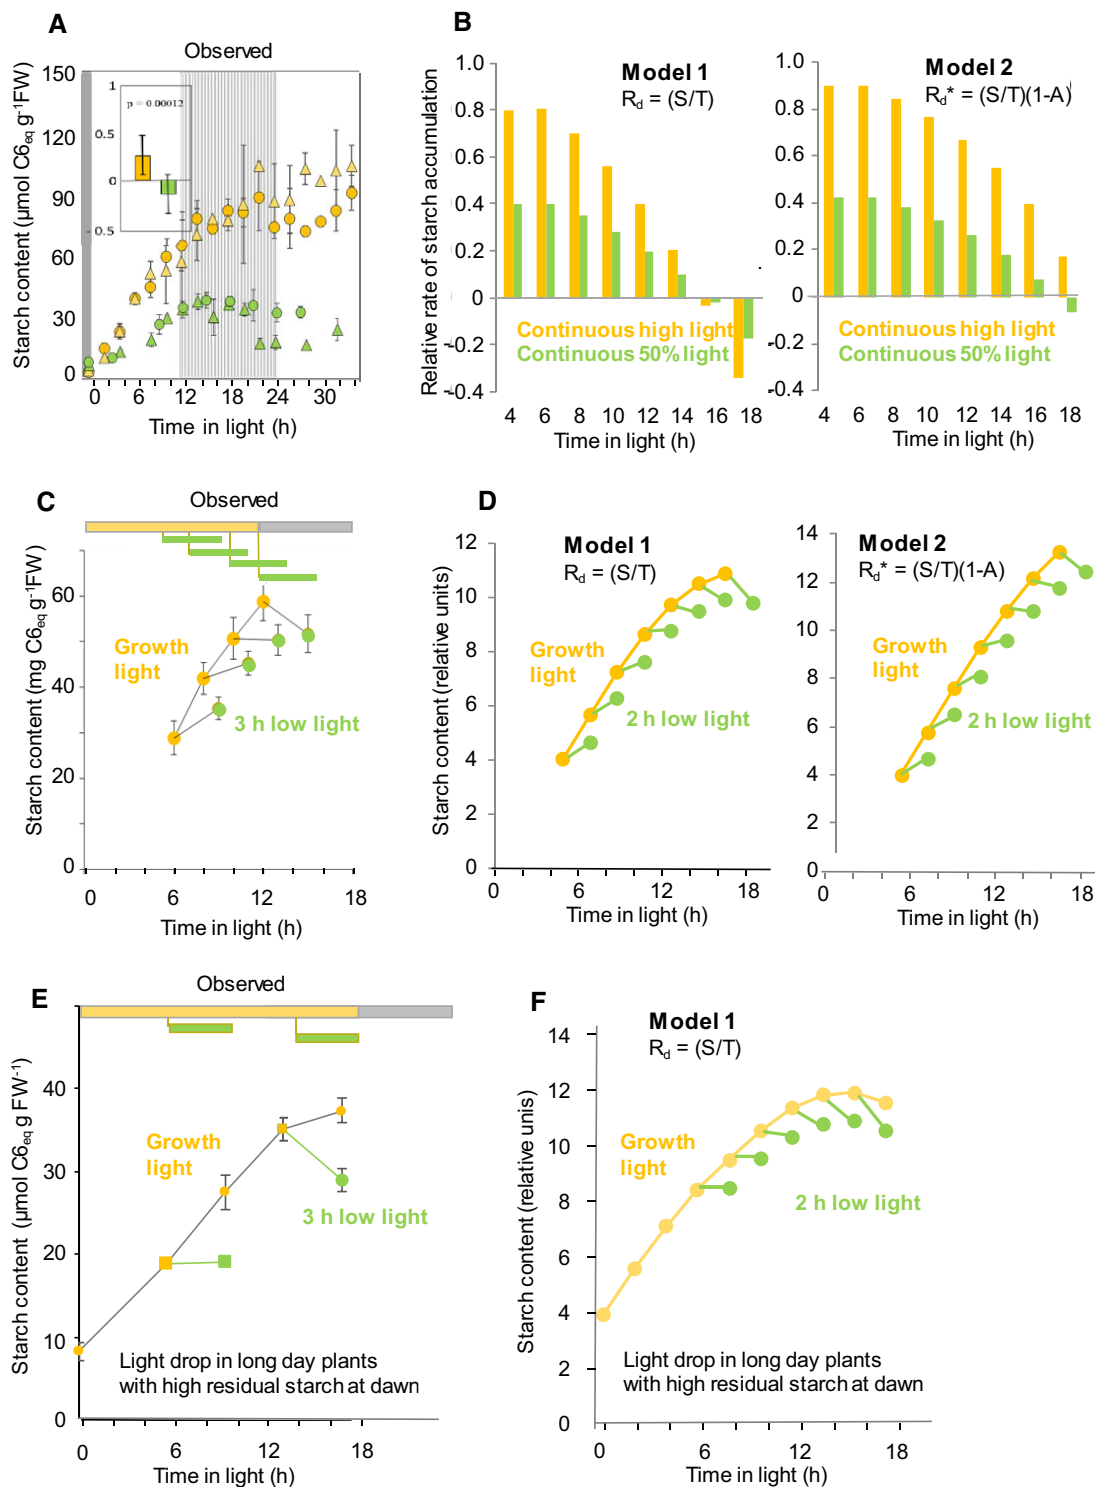 A
Observed
Starch content (µmol C6eq g-1FW)
150
120
90
60
30
0
1
0.5
0
-0.5
p = 0.00012
0 6 12 18 24 30
Time in light (h)
B
Relative rate of starch accumulation
1.0
0.8
0.6
0.4
0.2
0
-0.2
-0.4
Model 1
Rd = (S/T)
Continuous high light
Continuous 50% light
4 6 8 10 12 14 16 18
Time in light (h)
1.0
0.8
0.6
0.4
0.2
0
-0.2
-0.4
Model 2
Rd* = (S/T)(1-A)
Continuous high light
Continuous 50% light
4 6 8 10 12 14 16 18
Time in light (h)
C
Observed
Starch content (mg C6eq g-1FW)
60
40
20
0
Growth
light
3 h low light
0 6 12 18
Time in light (h)
D
Starch content (relative units)
12
10
8
6
4
2
0
Model 1
Rd = (S/T)
Growth
light
2 h low light
0 6 12 18
Time in light (h)
14
12
10
8
6
4
2
0
Model 2
Rd* = (S/T)(1-A)
Growth
light
2 h low light
0 6 12 18
Time in light (h)
E
Observed
Starch content (µmol C6eq g FW-1)
40
30
20
10
0
Growth
light
3 h low light
Light drop in long day plants
with high residual starch at dawn
0 6 12 18
Time in light (h)
F
Starch content (relative unis)
14
12
10
8
6
4
2
0
Model 1
Rd = (S/T)
Growth
light
2 h low light
Light drop in long day plants
with high residual starch at dawn
0 6 12 18
Time in light (h)